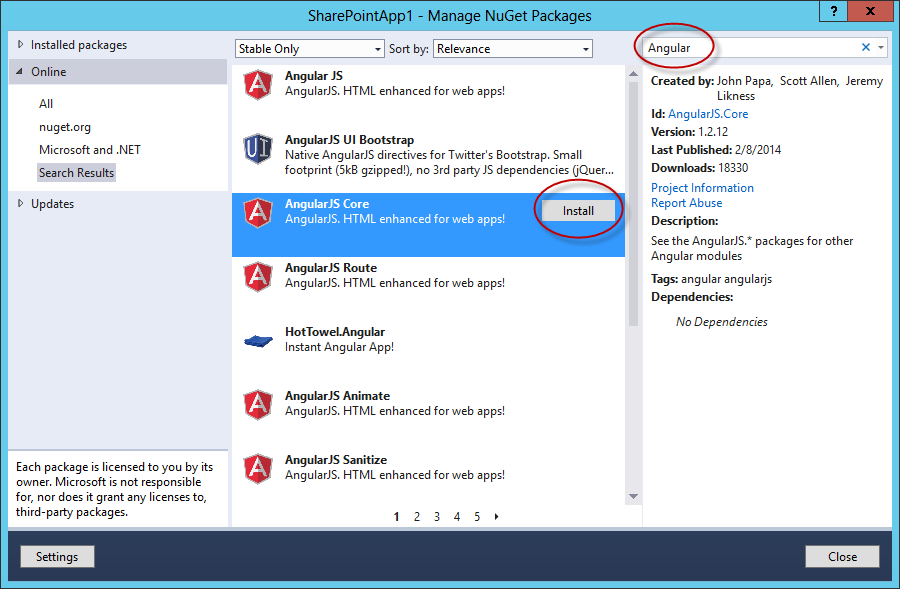 SharePointApp1 - Manage NuGet Packages
?
x
Installed packages
Online
All
nuget.org
Microsoft and .NET
Search Results
Updates
Each package is licensed to you by its
owner. Microsoft is not responsible
for, nor does it grant any licenses to,
third-party packages.
Stable Only
Sort by:
Relevance
Angular JS
AngularJS. HTML enhanced for web apps!
UI
AngularJS UI Bootstrap
Native AngularJS directives for Twitter's Bootstrap. Small
footprint (5kB gzipped!), no 3rd party JS dependencies (jQuer...
AngularJS Core
AngularJS. HTML enhanced for web apps!
Install
AngularJS Route
AngularJS. HTML enhanced for web apps!
HotTowel.Angular
Instant Angular App!
AngularJS Animate
AngularJS. HTML enhanced for web apps!
AngularJS Sanitize
AngularJS. HTML enhanced for web apps!
1 2 3 4 5
Angular
Created by: John Papa, Scott Allen, Jeremy
Likness
Id: AngularJS.Core
Version: 1.2.12
Last Published: 2/8/2014
Downloads: 18330
Project Information
Report Abuse
Description:
See the AngularJS.* packages for other
Angular modules
Tags: angular angularjs
Dependencies:
No Dependencies
Settings
Close